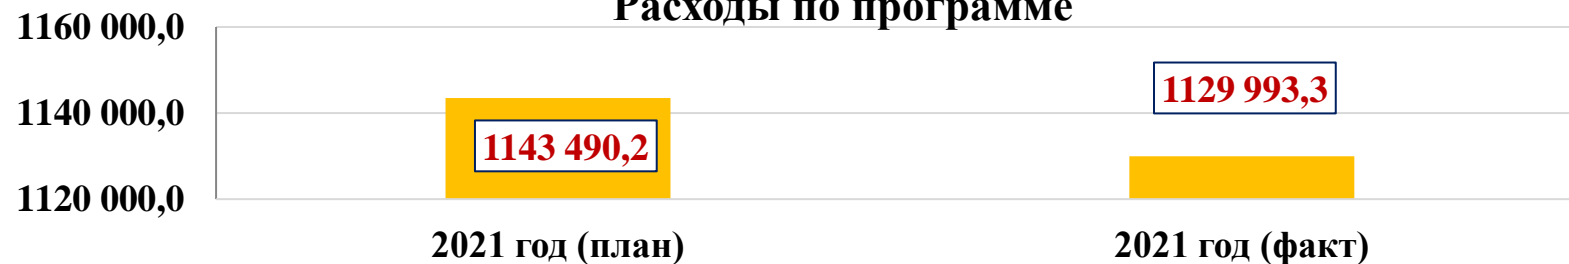 Расходы по программе
1160 000,0
1140 000,0
1120 000,0
1143 490,2
1129 993,3
2021 год (план)
2021 год (факт)